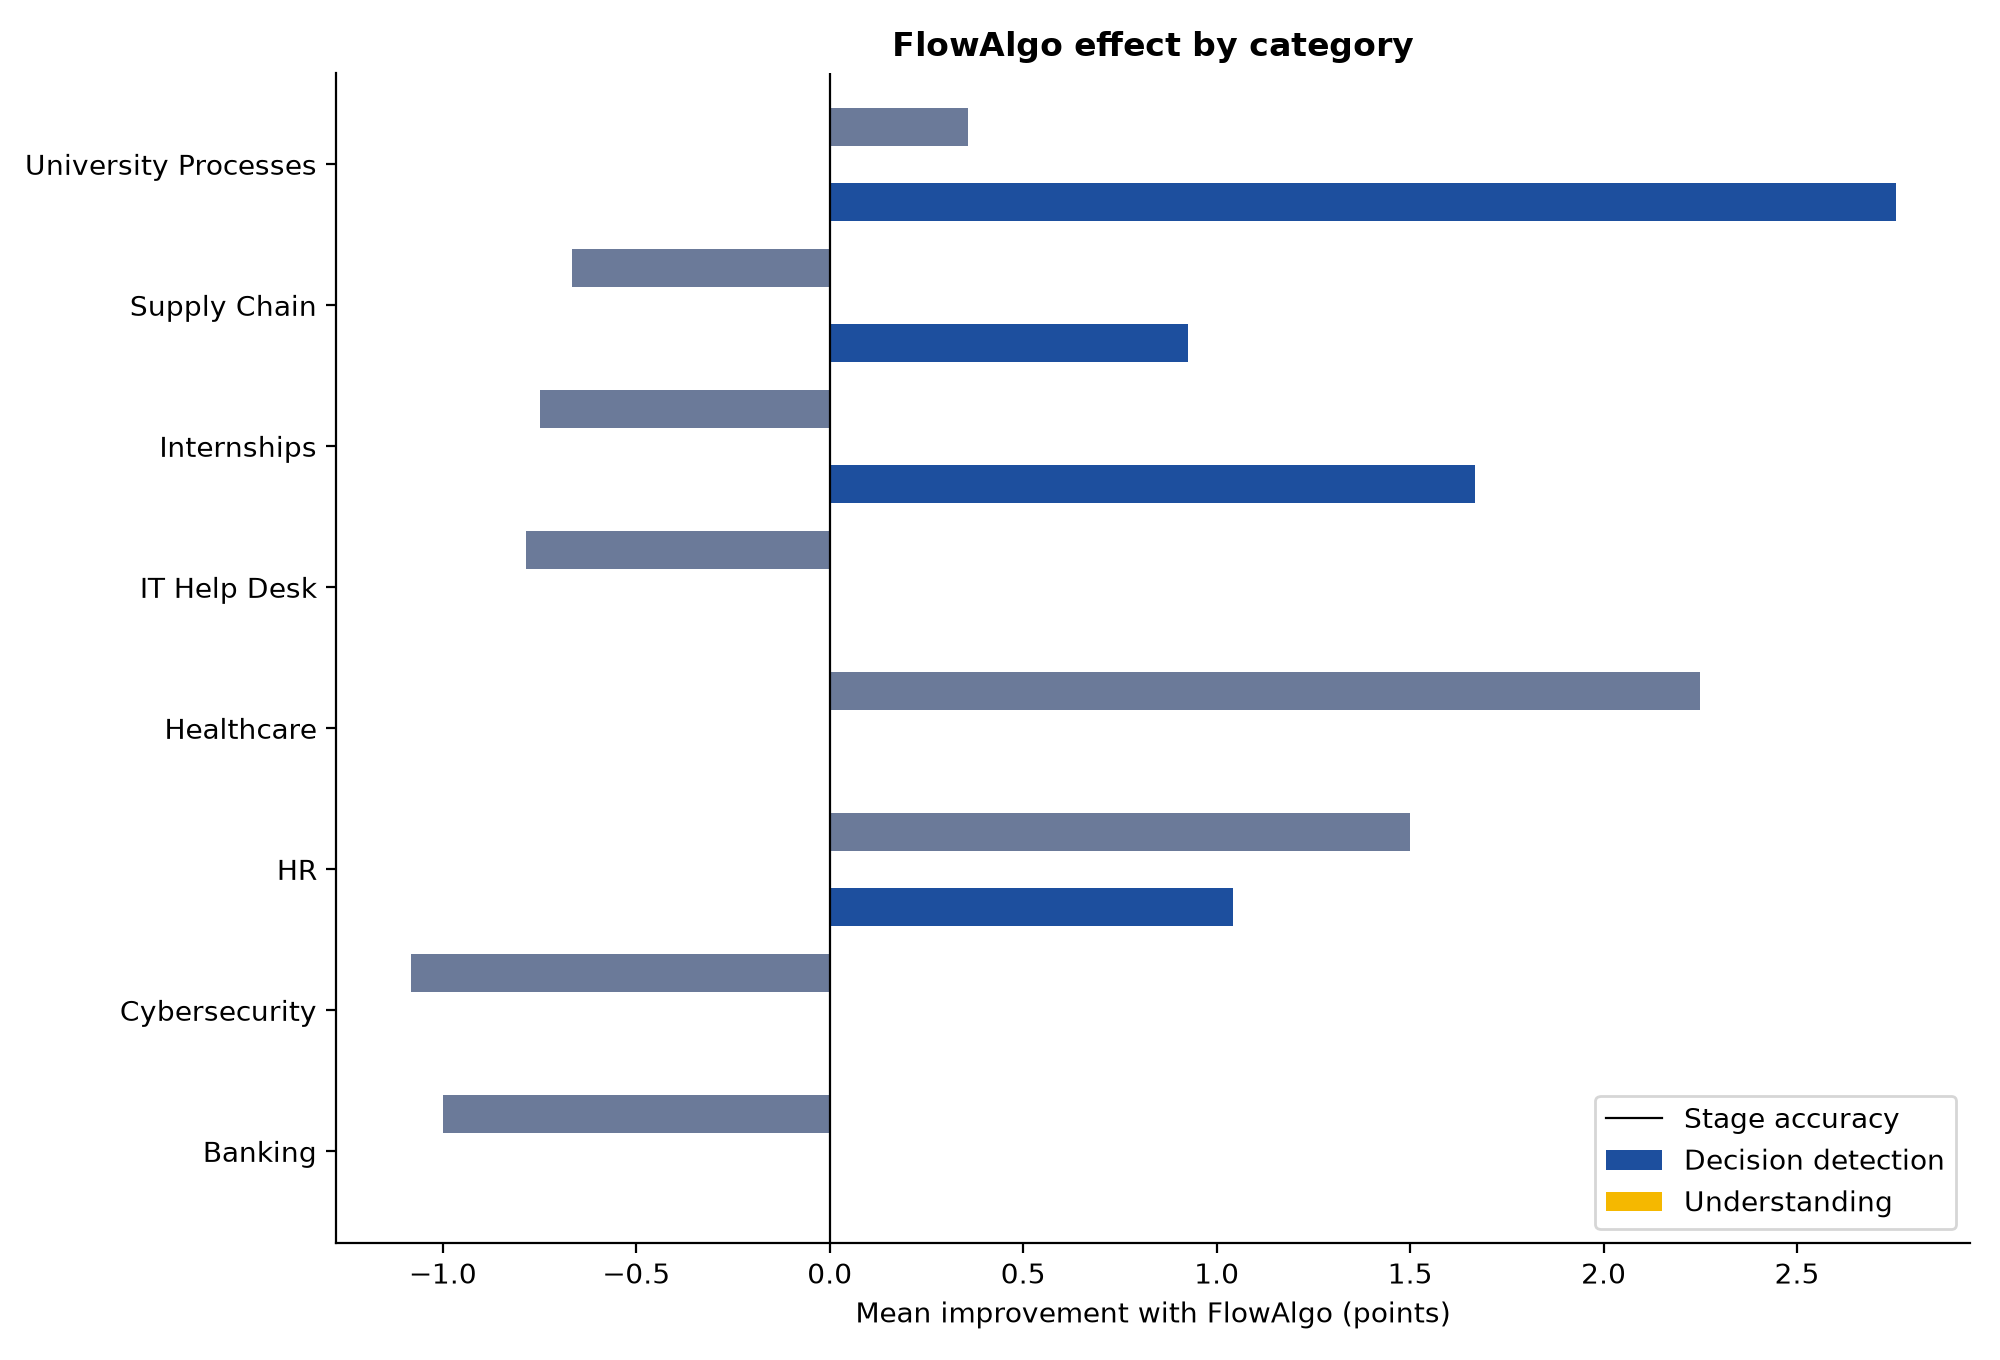 FlowAlgo effect by category
University Processes
Supply Chain
Internships
IT Help Desk
Healthcare
HR
Cybersecurity
Banking
Stage accuracy
Decision detection
Understanding
−1.0 −0.5 0.0 0.5 1.0 1.5 2.0 2.5
Mean improvement with FlowAlgo (points)